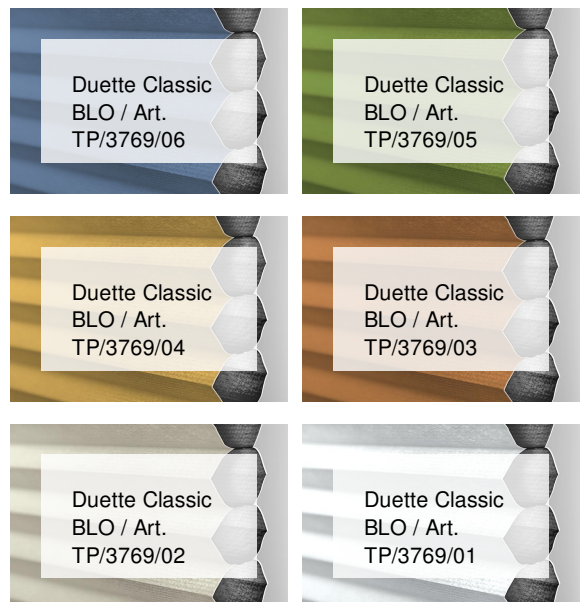 Duette Classic
BLO / Art.
TP/3769/06
Duette Classic
BLO / Art.
TP/3769/05
Duette Classic
BLO / Art.
TP/3769/04
Duette Classic
BLO / Art.
TP/3769/03
Duette Classic
BLO / Art.
TP/3769/02
Duette Classic
BLO / Art.
TP/3769/01